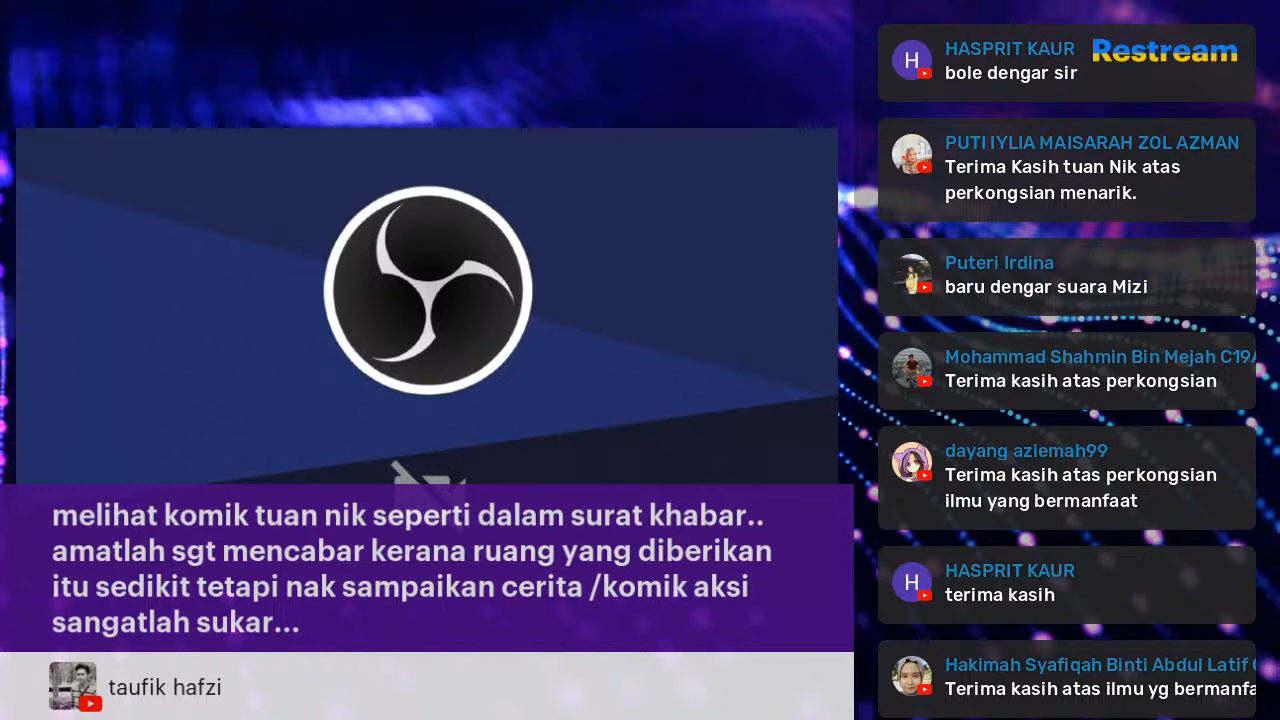 HASPRIT KAUR
Restream
bole dengar sir
PUTI IYLIA MAISARAH ZOL AZMAN
Terima Kasih tuan Nik atas
perkongsian menarik.
Puteri Irdina
baru dengar suara Mizi
Mohammad Shahmin Bin Mejah C19/
Terima kasih atas perkongsian
dayang aziemah99
Terima kasih atas perkongsian
ilmu yang bermanfaat
HASPRIT KAUR
terima kasih
Hakimah Syafiqah Binti Abdul Latif
Terima kasih atas ilmu yg bermanfa
melihat komik tuan nik seperti dalam surat khabar..
amatlah sgt mencabar kerana ruang yang diberikan
itu sedikit tetapi nak sampaikan cerita /komik aksi
sangatlah sukar...
taufik hafzi
H
H